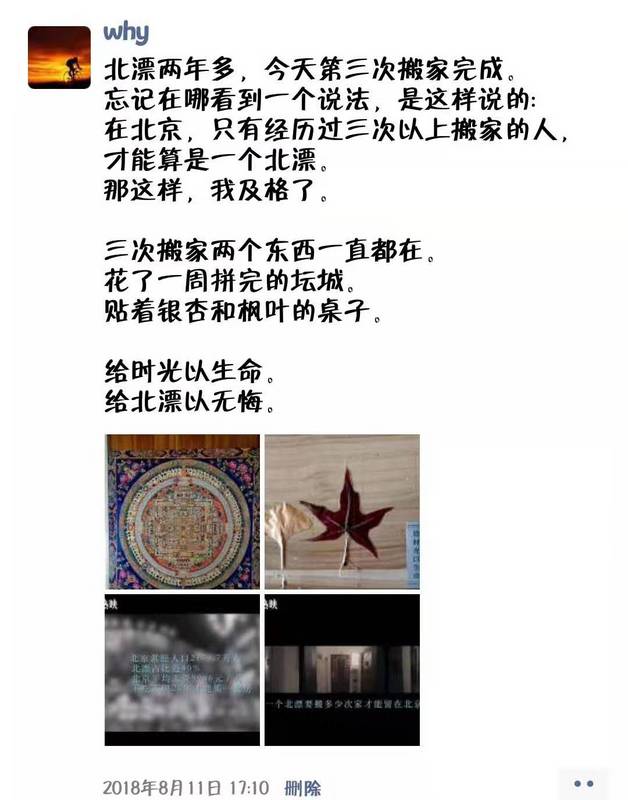 why
北漂两年多，今天第三次搬家完成。
忘记在哪看到一个说法，是这样说的:
在北京，只有经历过三次以上搬家的人，
才能算是一个北漂。
那这样，我及格了。
三次搬家两个东西一直都在。
花了一周拼完的坛城。
贴着银杏和枫叶的桌子。
给时光以生命。
给北漂以无悔。
北漂占比近40%
一个北漂要搬多少次家才能留在北京
2018年8月11日 17:10 删除